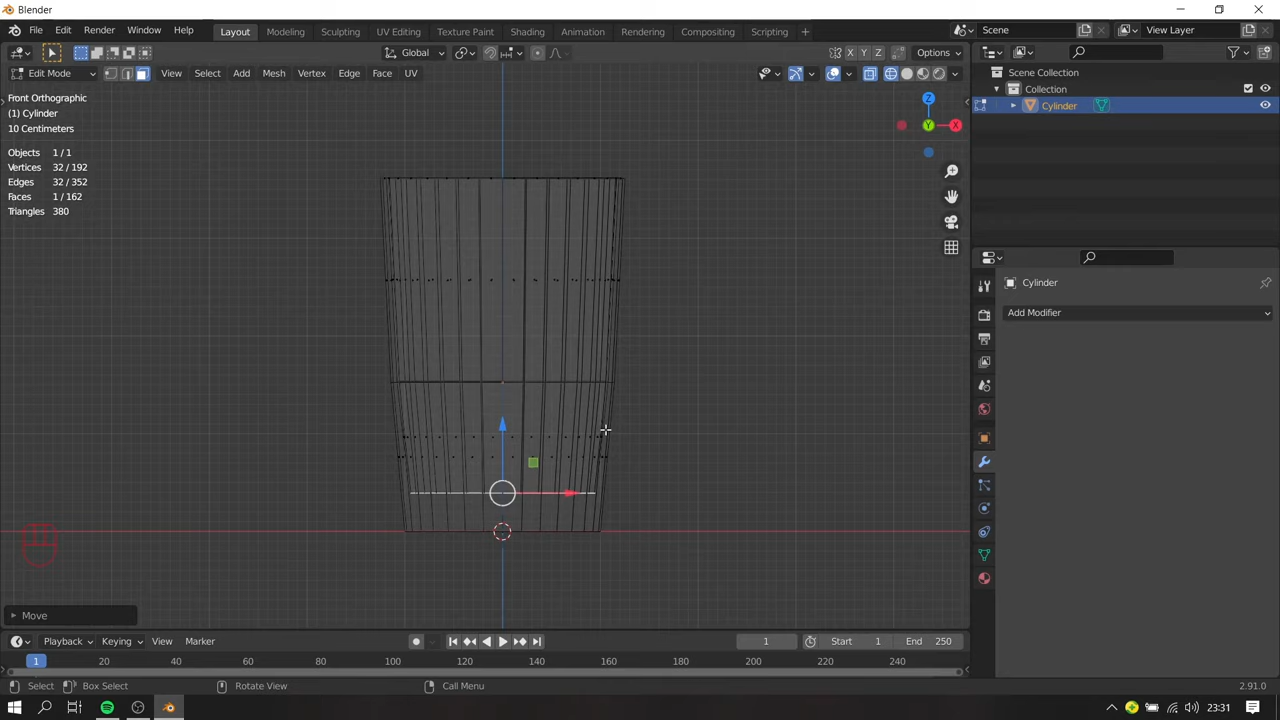 Blender
File Edit Render Window Help Layout Modeling Sculpting UV Editing Texture Paint Shading Animation Rendering Compositing Scripting + Scene View Layer
Global X Y Z Options
Edit Mode View Select Add Mesh Vertex Edge Face UV
Front Orthographic
(1) Cylinder
10 Centimeters
Objects 1 / 1
Vertices 32 / 192
Edges 32 / 352
Faces 1 / 162
Triangles 380
Z
Y X
Scene Collection
Collection
Cylinder
Cylinder
Add Modifier
Move
Playback Keying View Marker 1 Start 1 End 250
1 20 40 60 80 100 120 140 160 180 200 220 240
Select Box Select Rotate View Call Menu 2.91.0
23:31